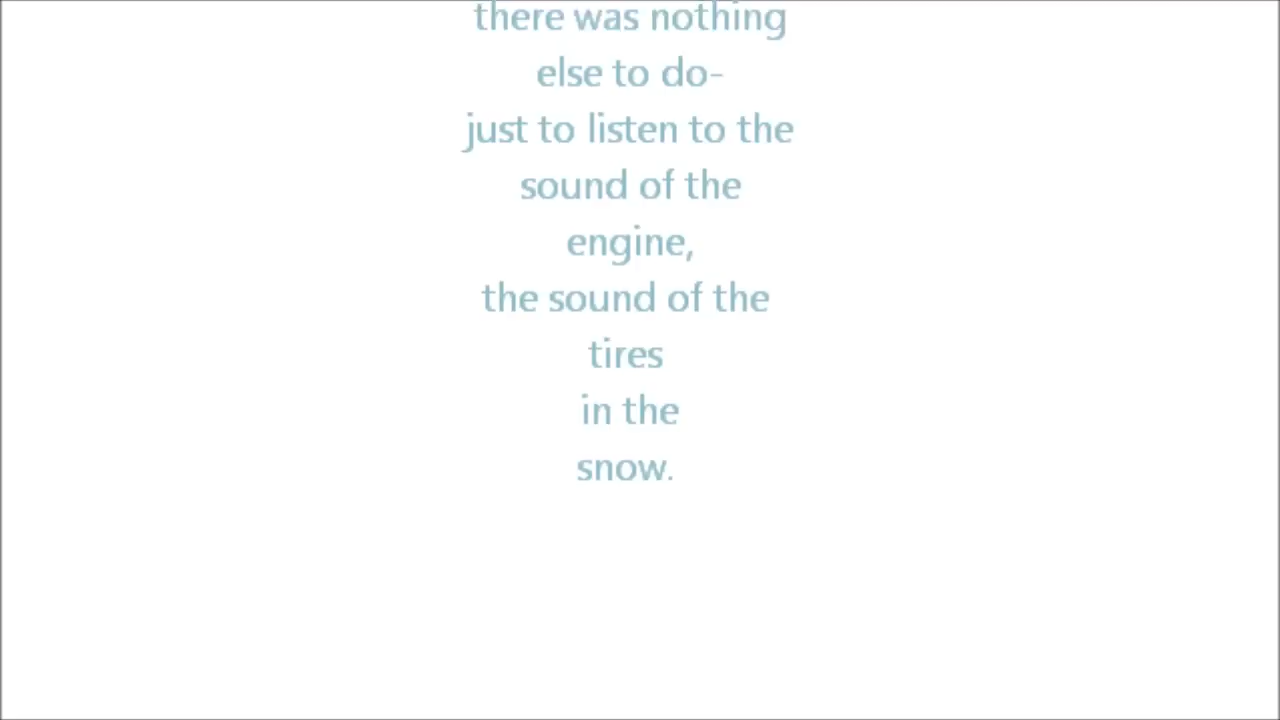 there was nothing
else to do-
just to listen to the
sound of the
engine,
the sound of the
tires
in the
snow.